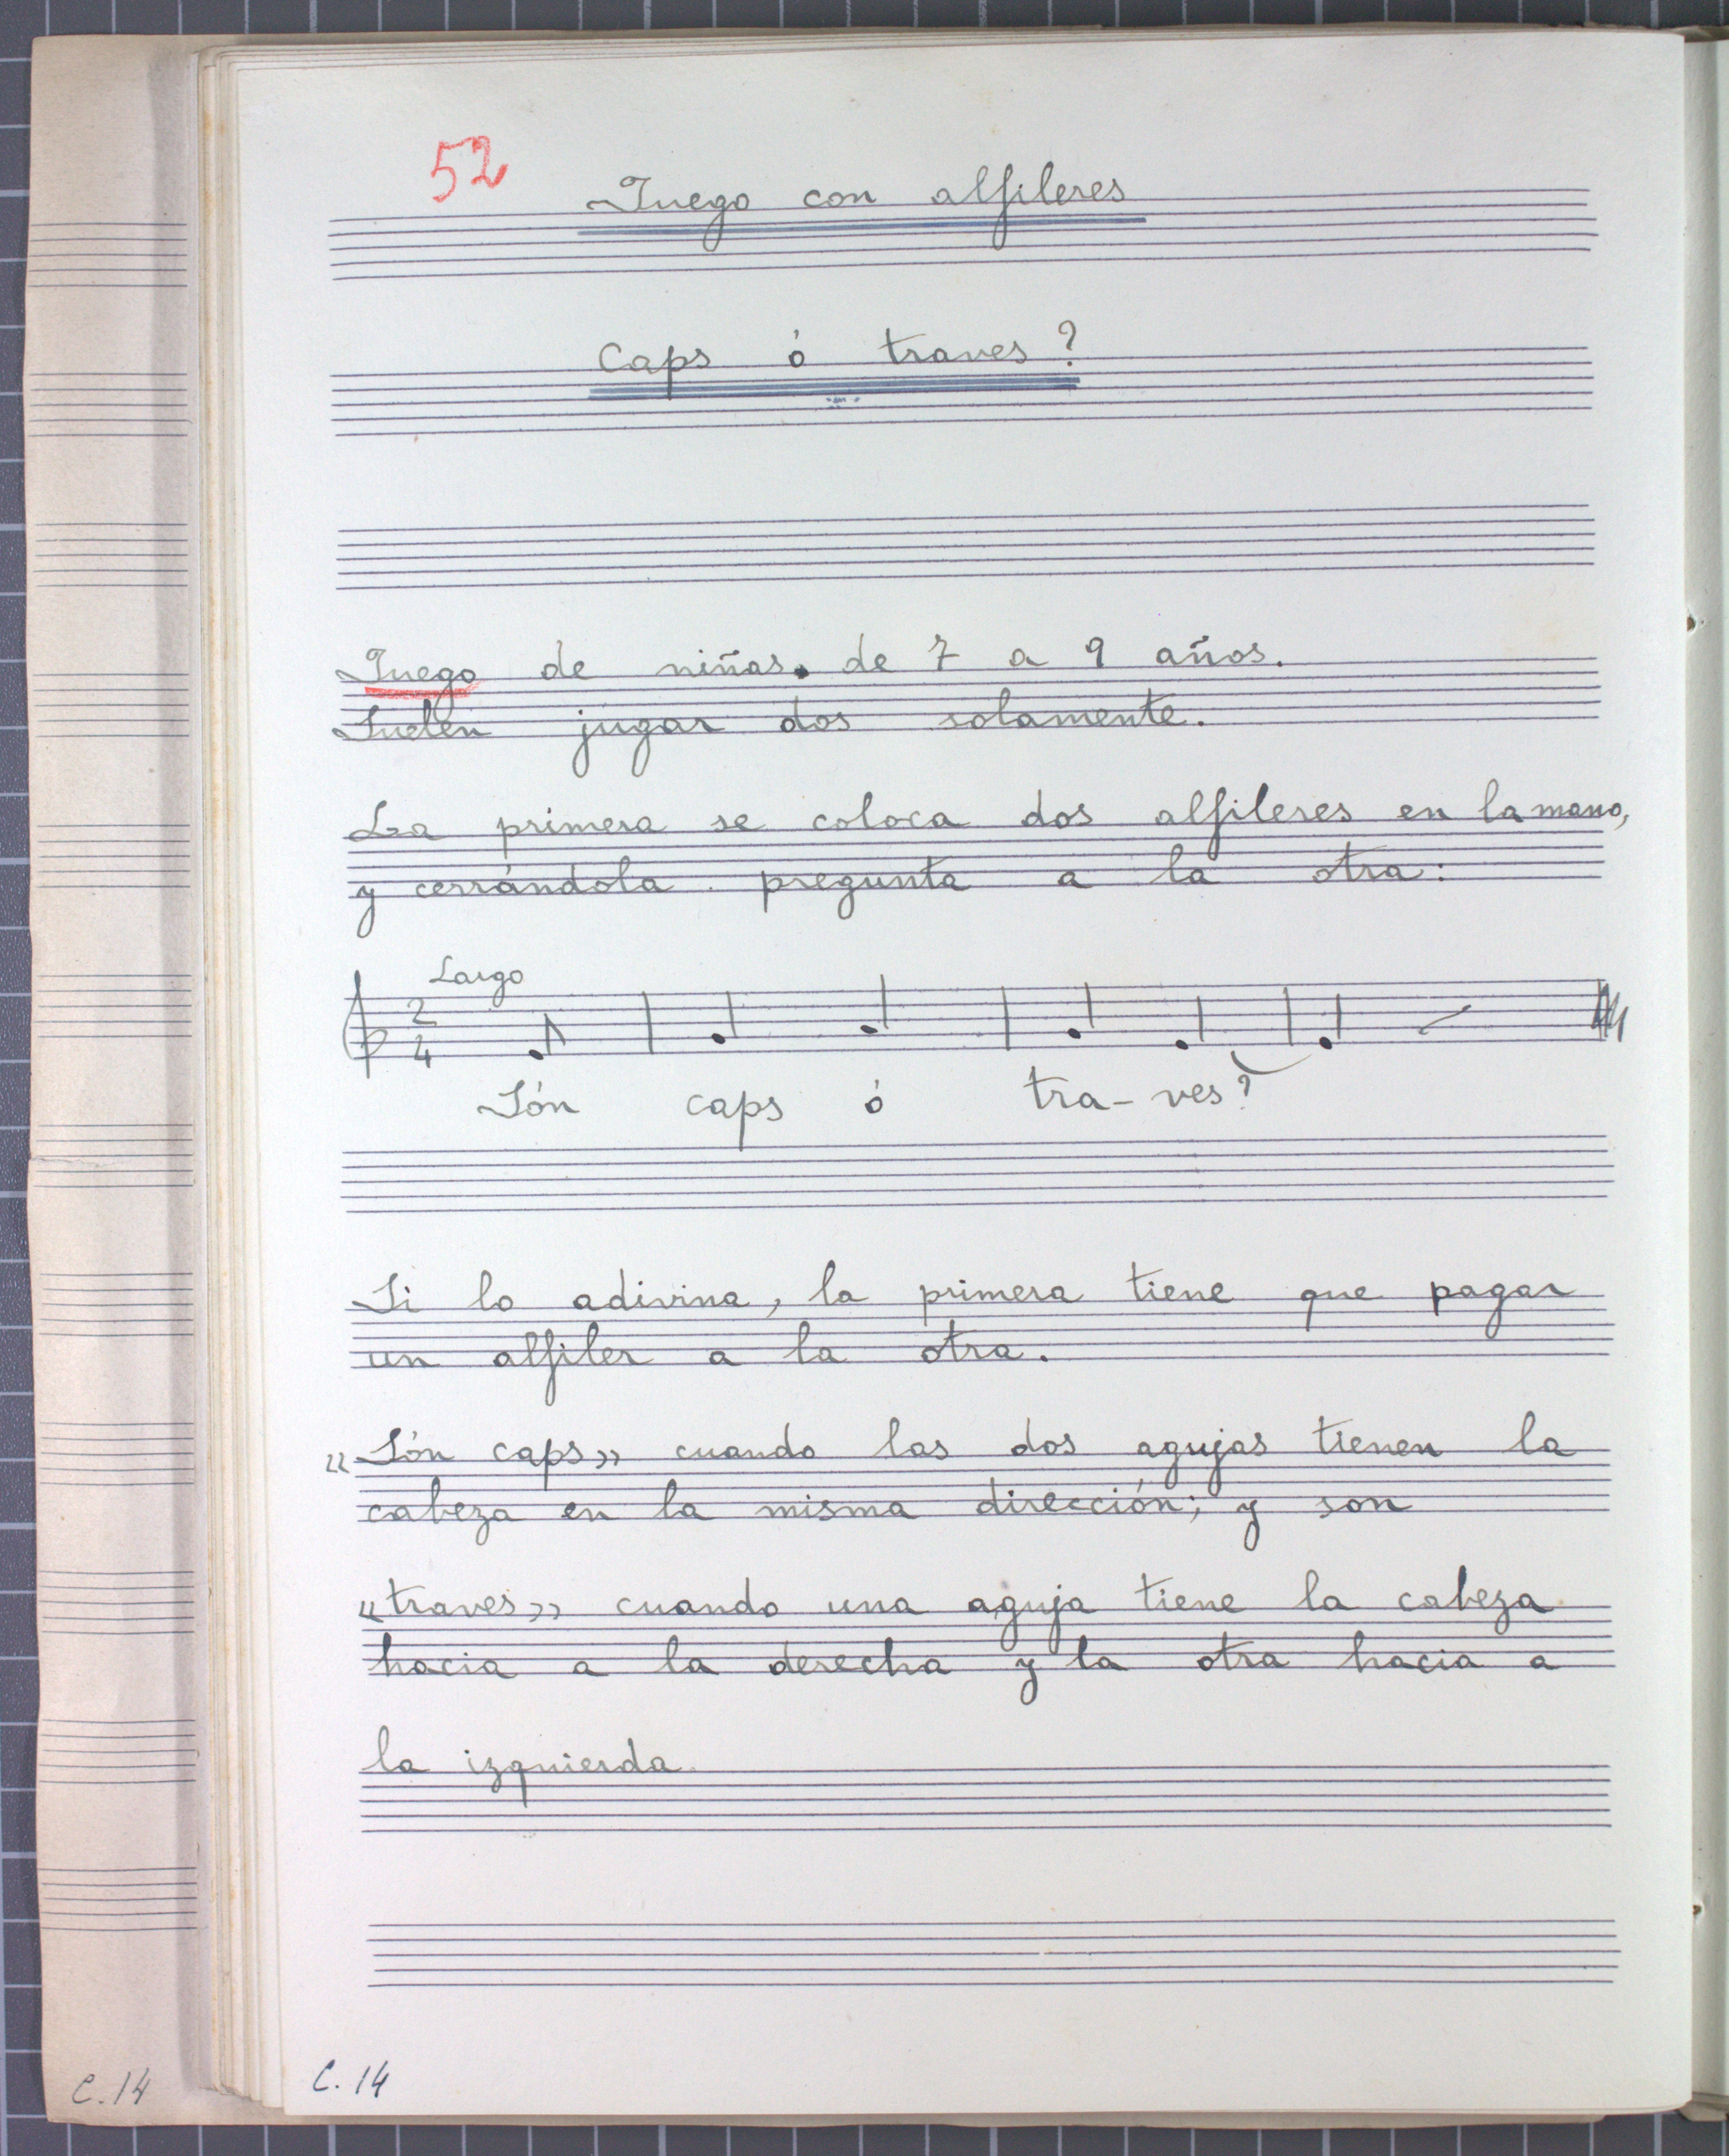 52
Juego con alfileres
Caps ó traves?
Juego de niñas. de 7 a 9 años.
Suelen jugar dos solamente.
La primera se coloca dos alfileres en la mano,
y cerrándola pregunta a la otra:
Largo
2
4
Són caps ó tra- ves?
Si lo adivina, la primera tiene que pagar
un alfiler a la otra.
"Són caps" cuando las dos agujas tienen la
cabeza en la misma dirección; y son
"traves" cuando una aguja tiene la cabeza
hacia a la derecha y la otra hacia a
la izquierda.
C. 14
C. 14